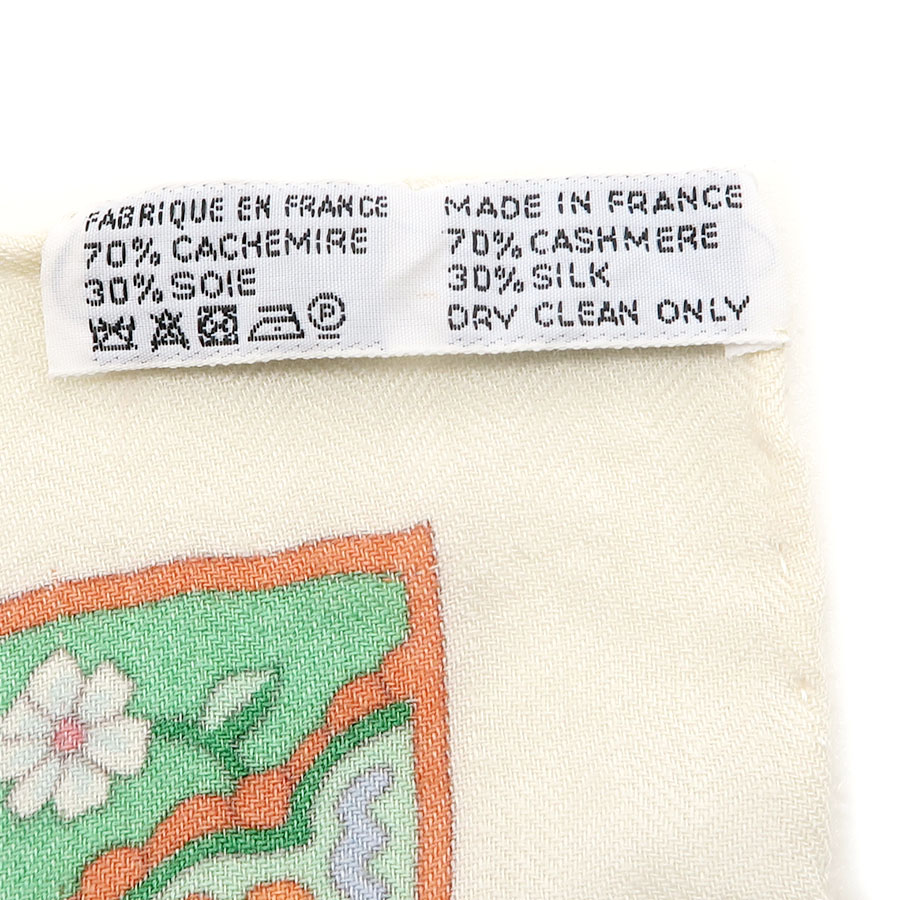 FABRIQUE EN FRANCE
70% CACHEMIRE
30% SOIE
P
MADE IN FRANCE
70% CASHMERE
30% SILK
DRY CLEAN ONLY